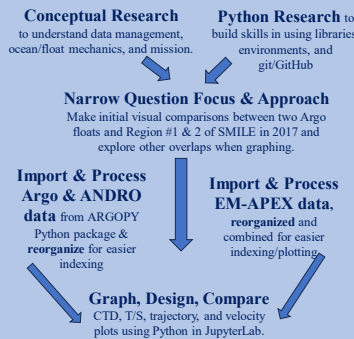 Conceptual Research
to understand data management,
ocean/float mechanics, and mission.
Python Research to
build skills in using libraries
environments, and
git/GitHub
Narrow Question Focus & Approach
Make initial visual comparisons between two Argo
floats and Region #1 & 2 of SMILE in 2017 and
explore other overlaps when graphing.
Import & Process
Argo & ANDRO
data from ARGOPY
Python package &
reorganize for easier
indexing
Import & Process
EM-APEX data,
reorganized and
combined for easier
indexing/plotting.
Graph, Design, Compare
CTD, T/S, trajectory, and velocity
plots using Python in JupyterLab.